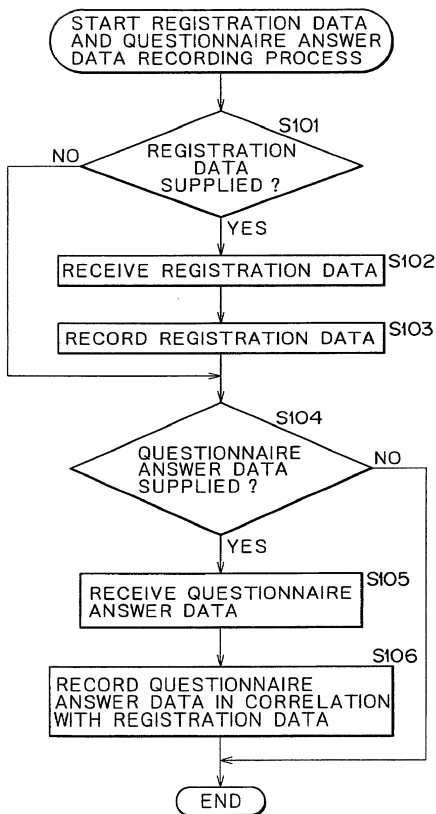 START REGISTRATION DATA
AND QUESTIONNAIRE ANSWER
DATA RECORDING PROCESS
S101
NO
REGISTRATION
DATA
SUPPLIED ?
YES
S102
RECEIVE REGISTRATION DATA
S103
RECORD REGISTRATION DATA
S104
QUESTIONNAIRE
ANSWER DATA
SUPPLIED ?
NO
YES
S105
RECEIVE QUESTIONNAIRE
ANSWER DATA
S106
RECORD QUESTIONNAIRE
ANSWER DATA IN CORRELATION
WITH REGISTRATION DATA
END